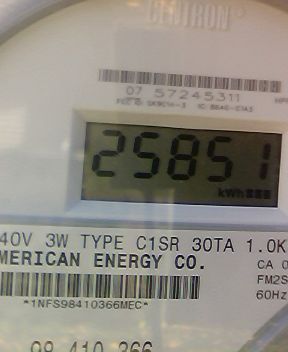 CENTRON®
07 57245311
25851
kWh
40V 3W TYPE C1SR 30TA 1.0K
MERICAN ENERGY CO.
CA 0
FM2S
*1NFS98410366MEC*
60Hz
98 410 366